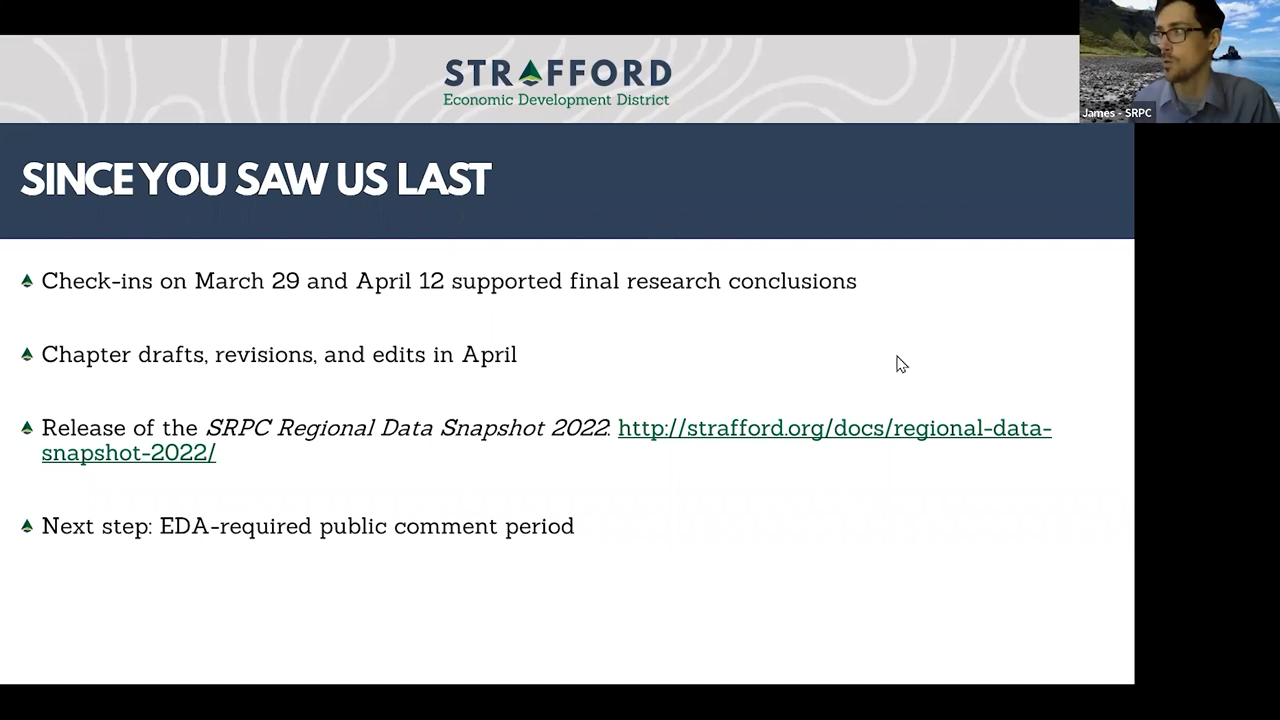 STRAFFORD
Economic Development District
James - SRPC
SINCE YOU SAW US LAST
Check-ins on March 29 and April 12 supported final research conclusions
Chapter drafts, revisions, and edits in April
Release of the SRPC Regional Data Snapshot 2022. http://strafford.org/docs/regional-data-
snapshot-2022/
Next step: EDA-required public comment period